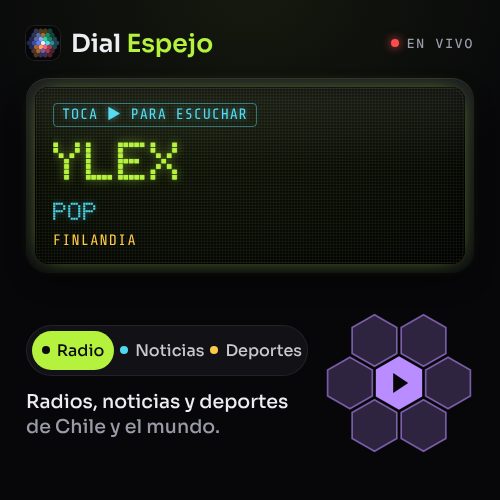 Dial Espejo
EN VIVO
TOCA ▶ PARA ESCUCHAR
YLEX
POP
FINLANDIA
Radio
Noticias
Deportes
Radios, noticias y deportes
de Chile y el mundo.